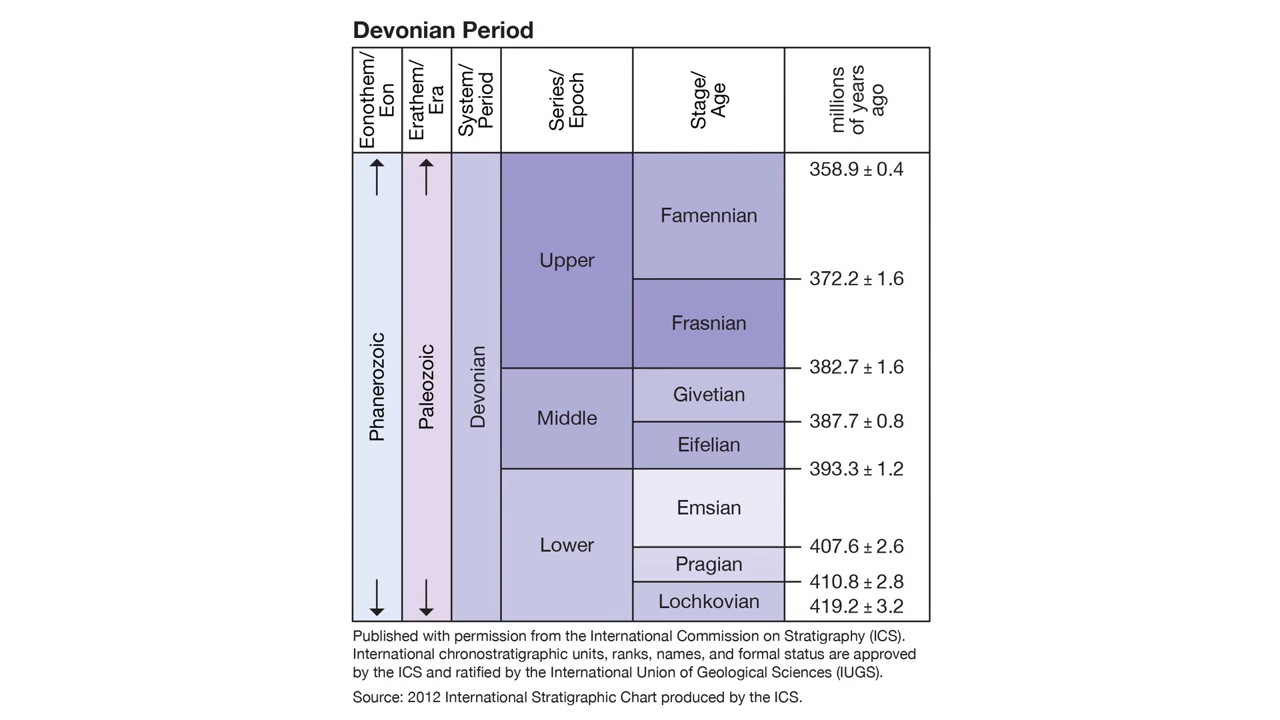 Devonian Period
Eonothem/
Eon
Erathem/
Era
System/
Period
Series/
Epoch
Stage/
Age
millions
of years
ago
Phanerozoic
Paleozoic
Devonian
Upper
Famennian
358.9 ± 0.4
372.2 ± 1.6
Frasnian
382.7 ± 1.6
Middle
Givetian
387.7 ± 0.8
Eifelian
393.3 ± 1.2
Lower
Emsian
407.6 ± 2.6
Pragian
410.8 ± 2.8
Lochkovian
419.2 ± 3.2
Published with permission from the International Commission on Stratigraphy (ICS).
International chronostratigraphic units, ranks, names, and formal status are approved
by the ICS and ratified by the International Union of Geological Sciences (IUGS).
Source: 2012 International Stratigraphic Chart produced by the ICS.